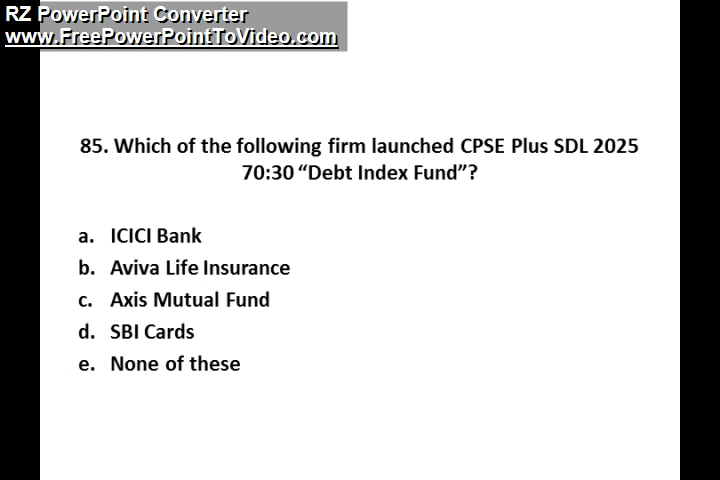 RZ PowerPoint Converter
www.FreePowerPointToVideo.com
85. Which of the following firm launched CPSE Plus SDL 2025
70:30 “Debt Index Fund”?
a. ICICI Bank
b. Aviva Life Insurance
c. Axis Mutual Fund
d. SBI Cards
e. None of these